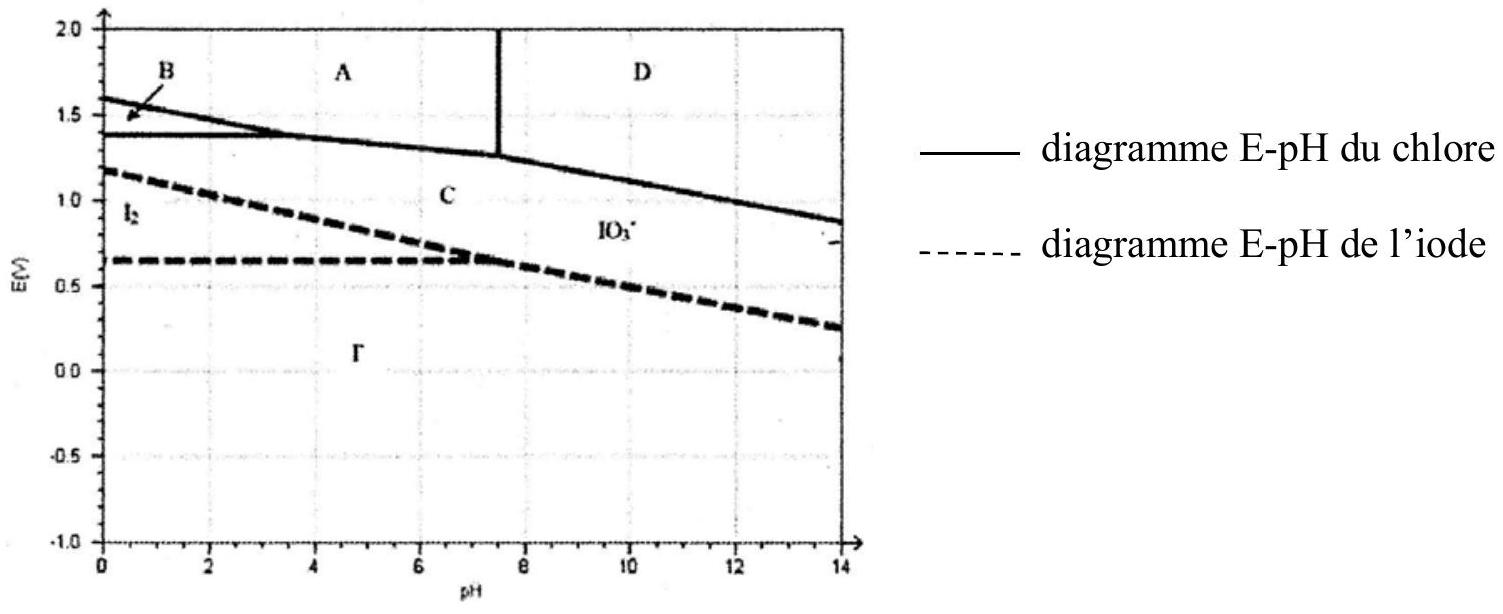 2.0
B A D
1.5
1.0
C
I₂
IO₃⁻
E(V)
0.5
I⁻
0.0
-0.5
-1.0
0 2 4 6 8 10 12 14
pH
diagramme E-pH du chlore
diagramme E-pH de l'iode